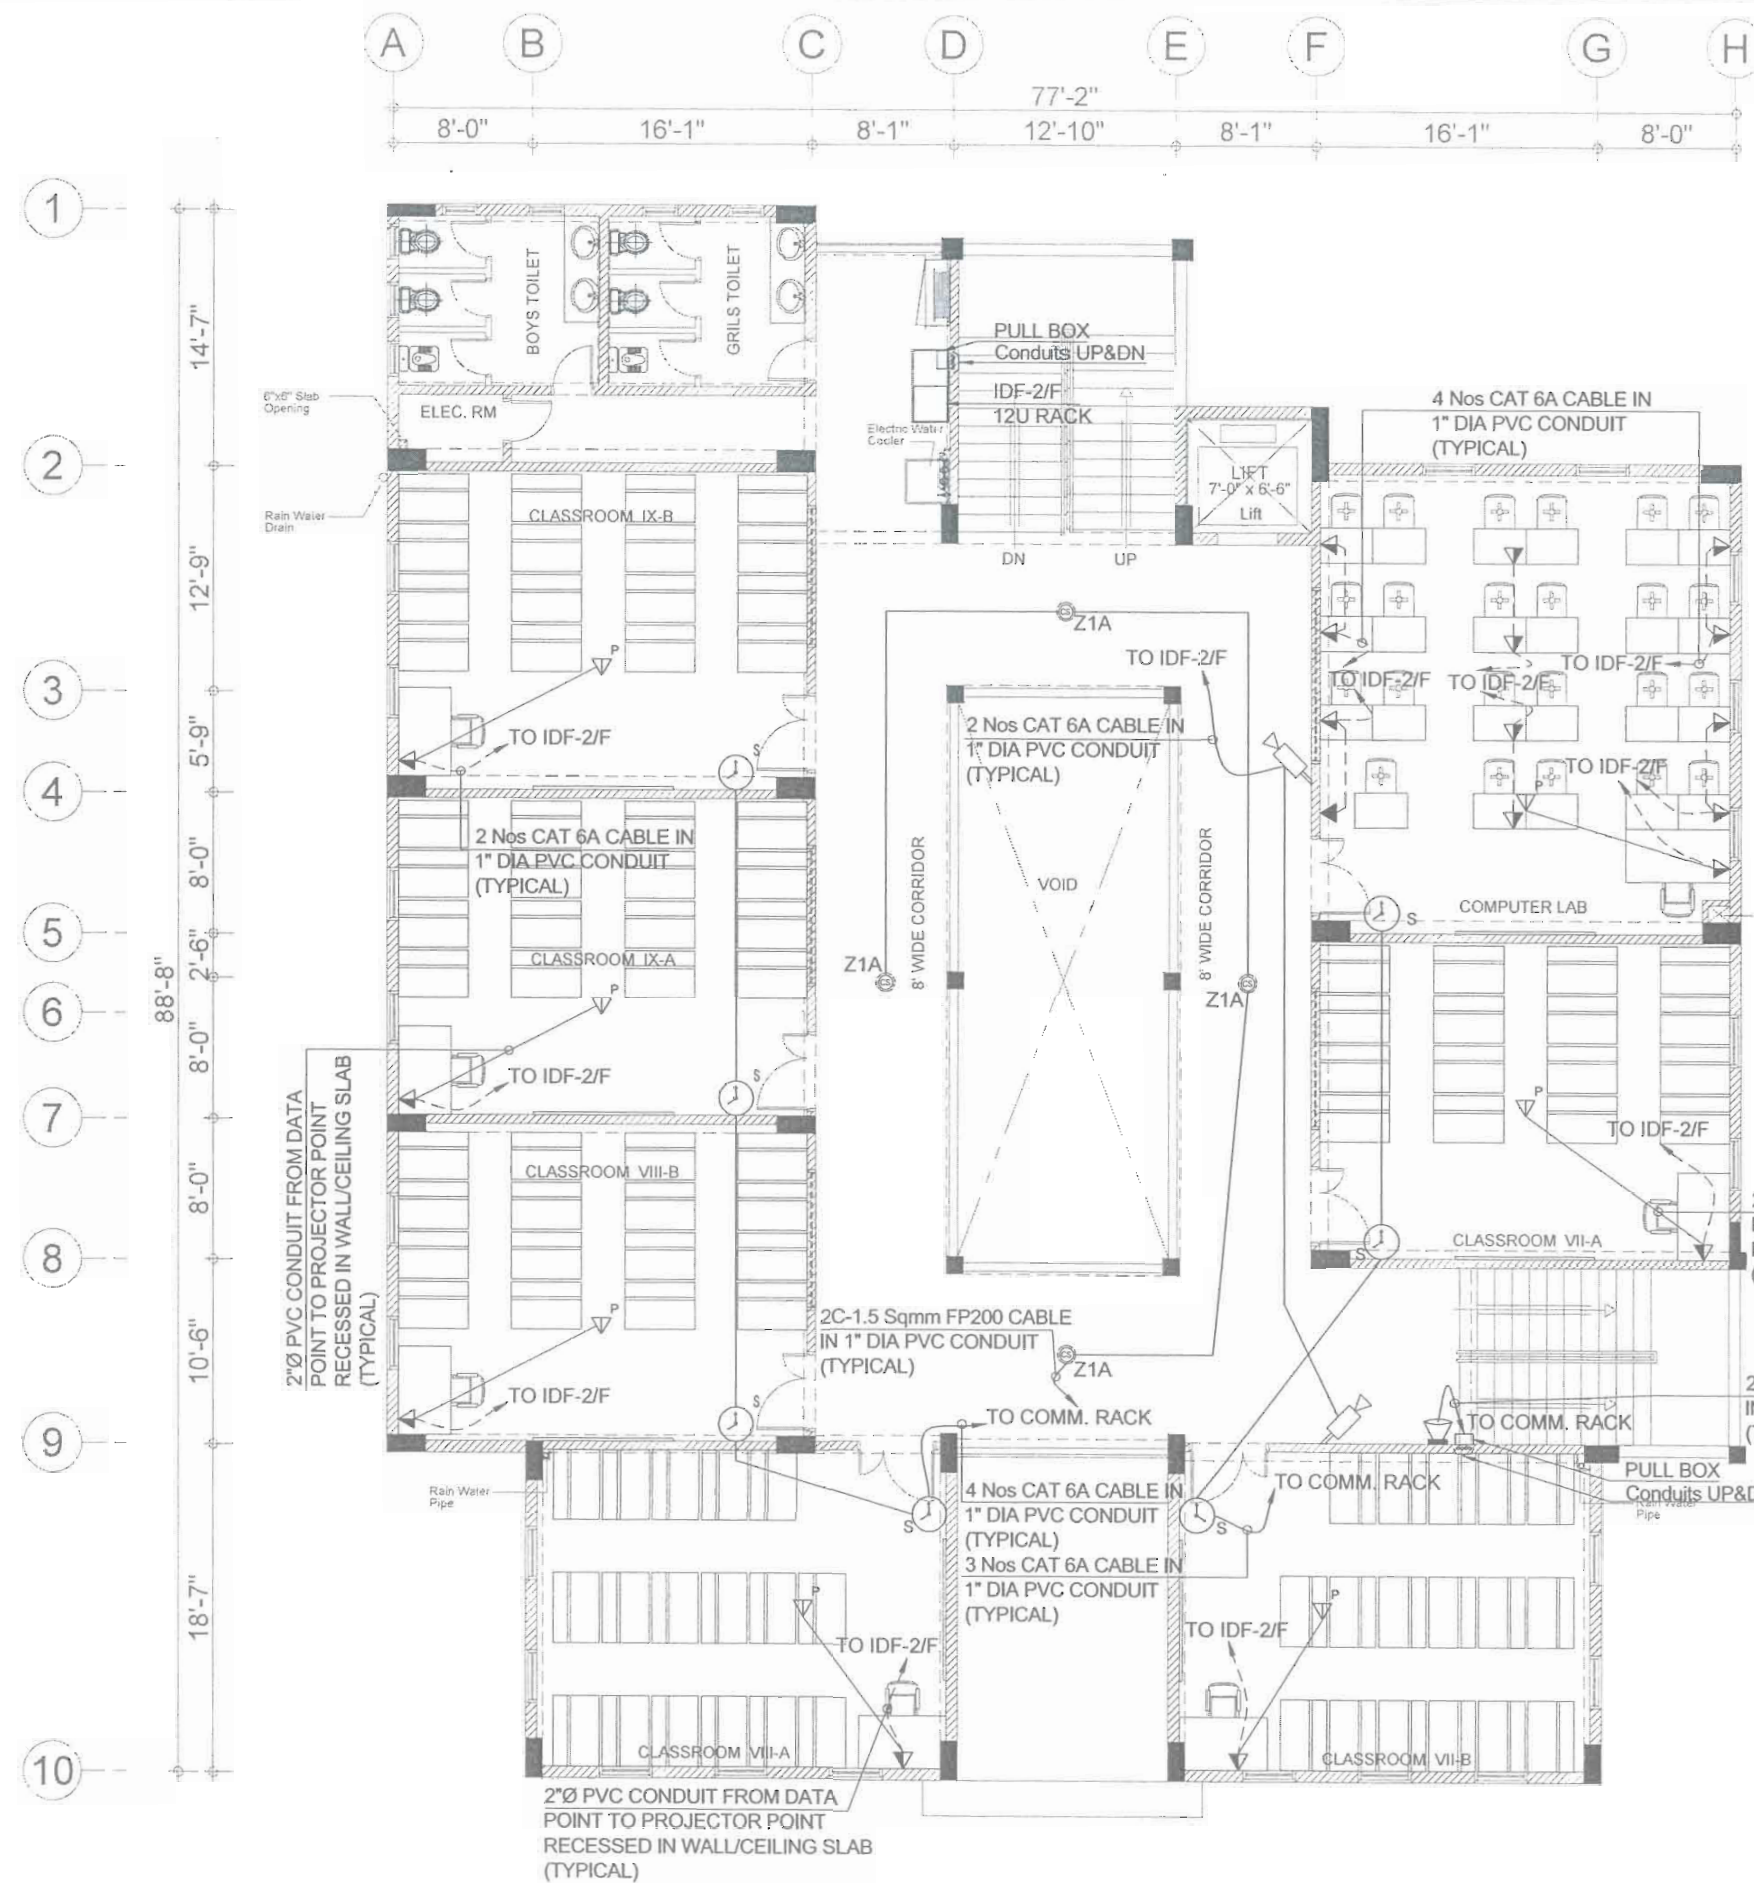 A B C D E F G H
77'-2"
8'-0" 16'-1" 8'-1" 12'-10" 8'-1" 16'-1" 8'-0"
1
2
3
4
5
6
7
8
9
10
14'-7"
12'-9"
5'-9"
8'-0"
2'-6"
8'-0"
8'-0"
10'-6"
18'-7"
88'-8"
BOYS TOILET
GRILS TOILET
6"x6" Slab
Opening
ELEC. RM
Rain Water
Drain
PULL BOX
Conduits UP&DN
IDF-2/F
12U RACK
Electric Water
Cooler
LIFT
7'-0" x 6'-6"
Lift
DN
UP
4 Nos CAT 6A CABLE IN
1" DIA PVC CONDUIT
(TYPICAL)
CLASSROOM IX-B
P
TO IDF-2/F
S
Z1A
TO IDF-2/F
TO IDF-2/F
TO IDF-2/F
TO IDF-2/F
TO IDF-2/F
P
2 Nos CAT 6A CABLE IN
1" DIA PVC CONDUIT
(TYPICAL)
2 Nos CAT 6A CABLE IN
1" DIA PVC CONDUIT
(TYPICAL)
VOID
8' WIDE CORRIDOR
8' WIDE CORRIDOR
COMPUTER LAB
S
CLASSROOM IX-A
P
Z1A
Z1A
TO IDF-2/F
S
2"Ø PVC CONDUIT FROM DATA
POINT TO PROJECTOR POINT
RECESSED IN WALL/CEILING SLAB
(TYPICAL)
P
TO IDF-2/F
CLASSROOM VIII-B
CLASSROOM VII-A
S
P
TO IDF-2/F
S
2C-1.5 Sqmm FP200 CABLE
IN 1" DIA PVC CONDUIT
(TYPICAL)
Z1A
TO COMM. RACK
TO COMM. RACK
PULL BOX
Conduits UP&D
Rain Water
Pipe
Rain Water
Pipe
TO COMM. RACK
S
S
4 Nos CAT 6A CABLE IN
1" DIA PVC CONDUIT
(TYPICAL)
3 Nos CAT 6A CABLE IN
1" DIA PVC CONDUIT
(TYPICAL)
P
P
TO IDF-2/F
TO IDF-2/F
CLASSROOM VIII-A
CLASSROOM VII-B
2"Ø PVC CONDUIT FROM DATA
POINT TO PROJECTOR POINT
RECESSED IN WALL/CEILING SLAB
(TYPICAL)